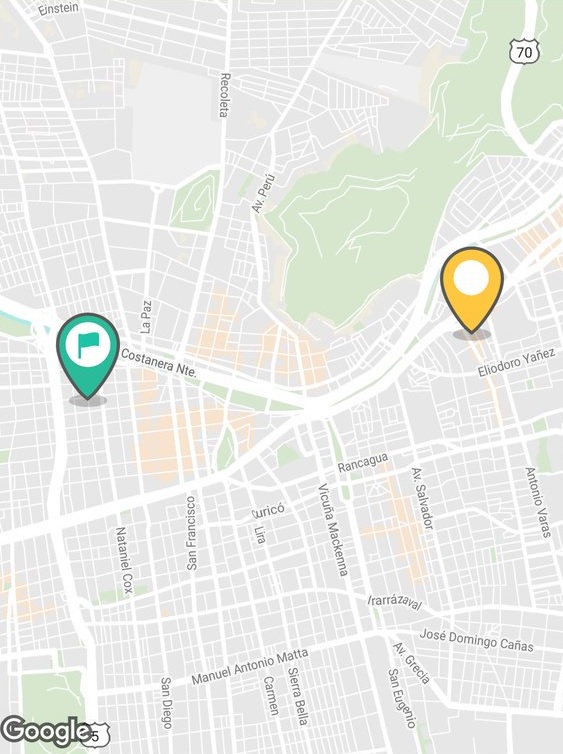 Einstein
70
Recoleta
Av. Perú
La Paz
Costanera Nte.
Eliodoro Yañez
Rancagua
Av. Salvador
Antonio Varas
Vicuña Mackenna
Curicó
Lira
San Francisco
Nataniel Cox
Irarrázaval
José Domingo Cañas
Av. Grecia
Manuel Antonio Matta
San Diego
Carmen
Sierra Bella
San Eugenio
Google
5